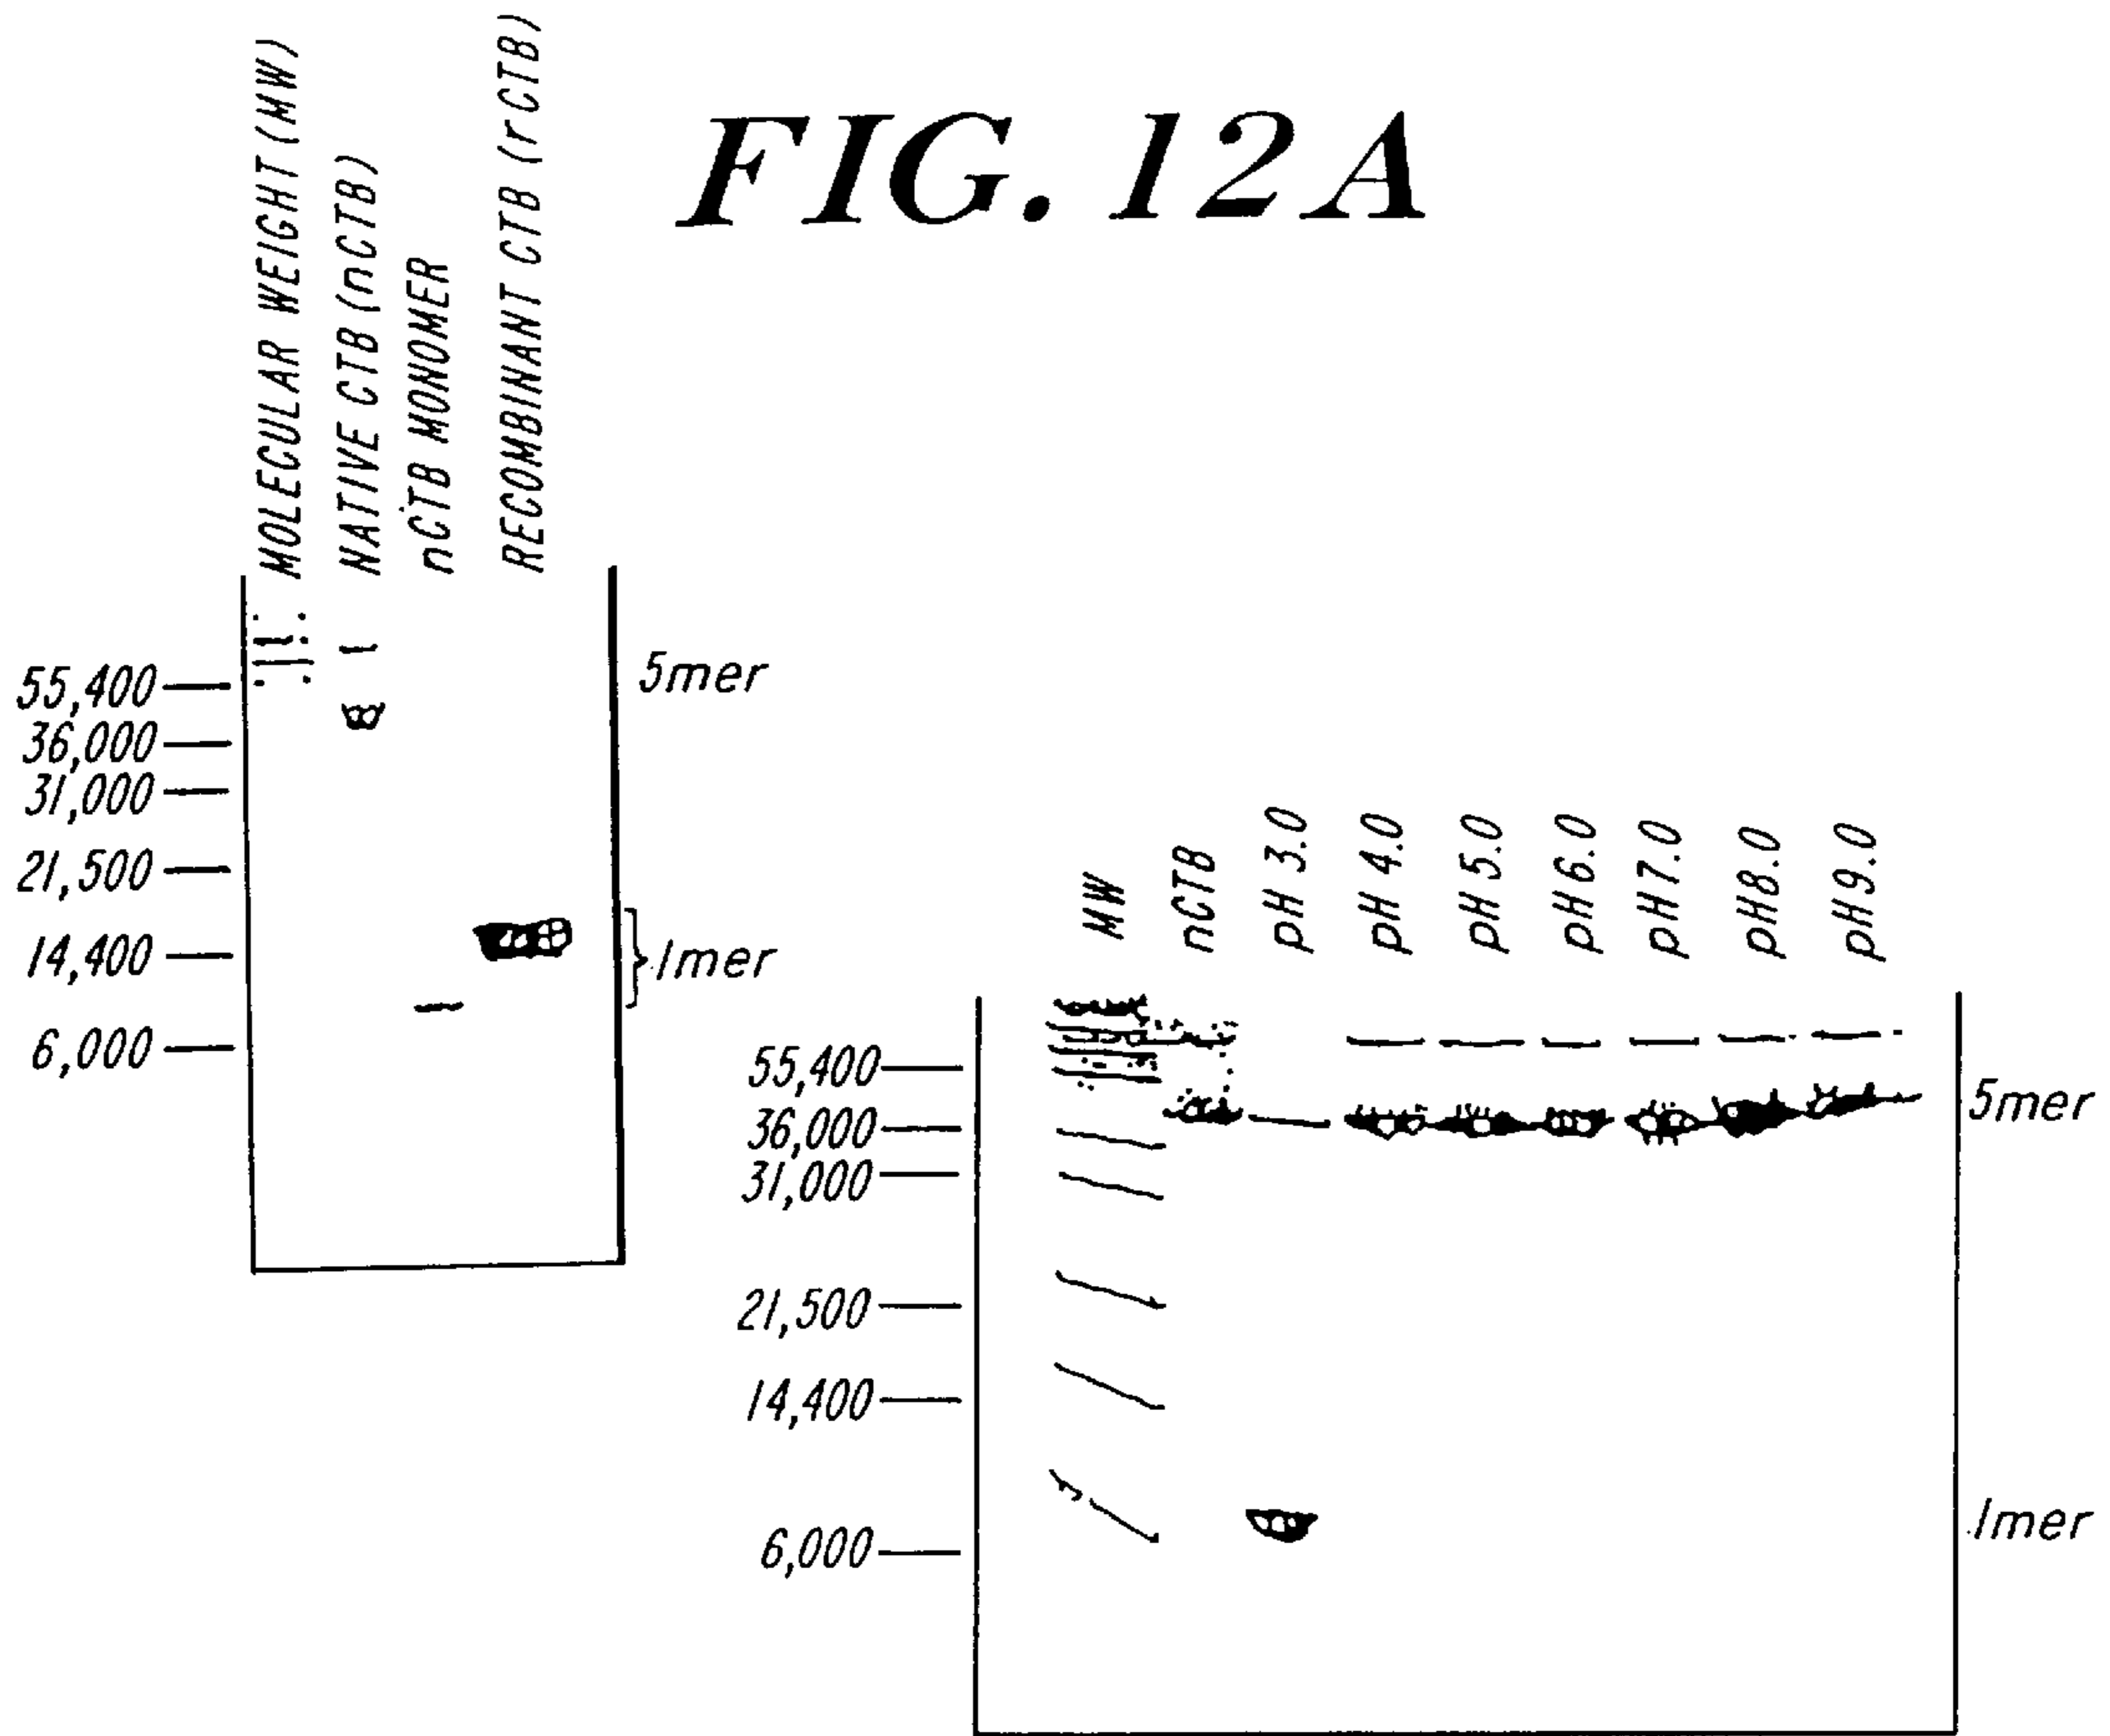 FIG. 12A
MOLECULAR WEIGHT (MW)
NATIVE CTB (nCTB)
nCTB MONOMER
RECOMBINANT CTB (rCTB)
55,400
36,000
31,000
21,500
14,400
6,000
5mer
1mer
MW
nCTB
pH 3.0
pH 4.0
pH 5.0
pH 6.0
pH 7.0
pH 8.0
pH 9.0
55,400
36,000
31,000
21,500
14,400
6,000
5mer
1mer